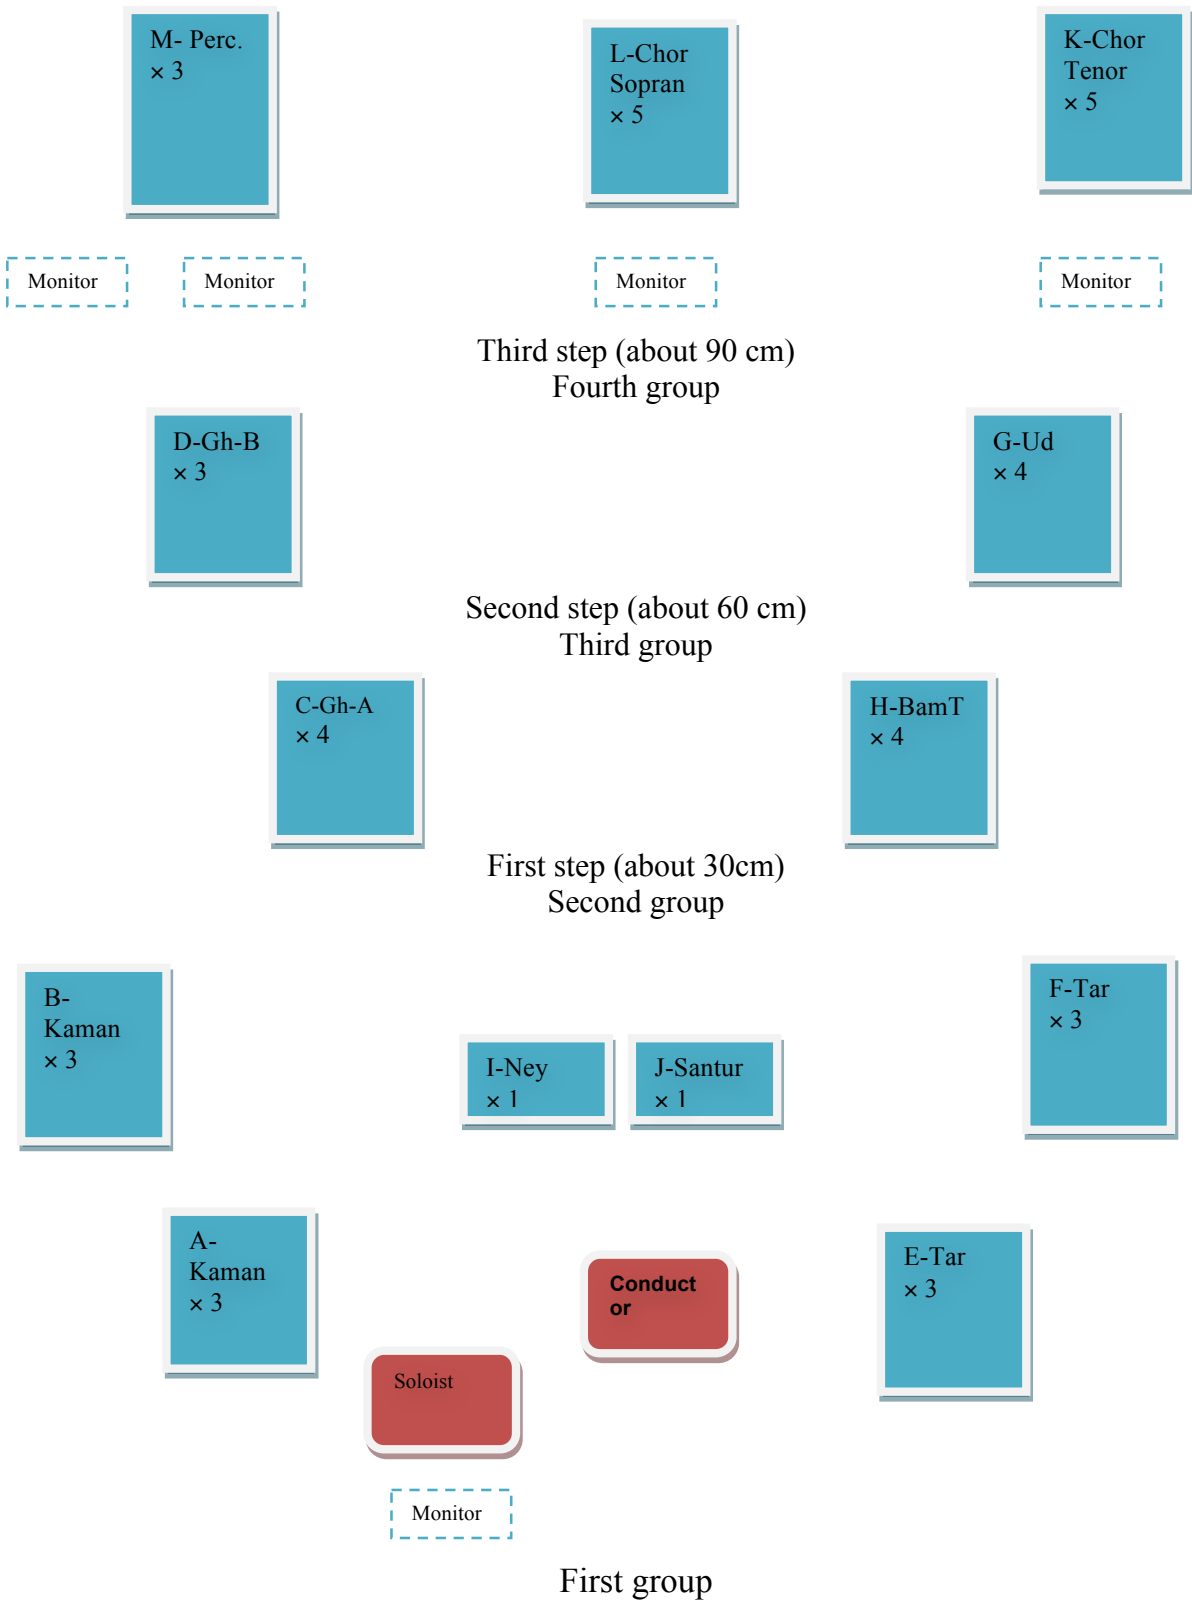 M- Perc.
× 3
L-Chor
Sopran
× 5
K-Chor
Tenor
× 5
Monitor
Monitor
Monitor
Monitor
Third step (about 90 cm)
Fourth group
D-Gh-B
× 3
G-Ud
× 4
Second step (about 60 cm)
Third group
C-Gh-A
× 4
H-BamT
× 4
First step (about 30cm)
Second group
B-
Kaman
× 3
I-Ney
× 1
J-Santur
× 1
F-Tar
× 3
A-
Kaman
× 3
Conduct
or
E-Tar
× 3
Soloist
Monitor
First group